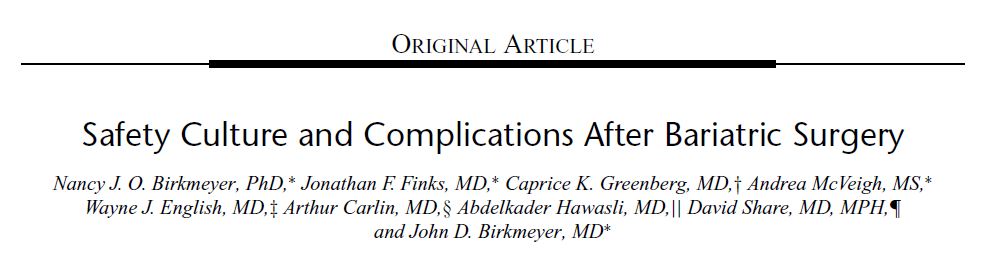 ORIGINAL ARTICLE
Safety Culture and Complications After Bariatric Surgery
Nancy J. O. Birkmeyer, PhD,* Jonathan F. Finks, MD,* Caprice K. Greenberg, MD,† Andrea McVeigh, MS,*
Wayne J. English, MD,‡ Arthur Carlin, MD,§ Abdelkader Hawasli, MD,|| David Share, MD, MPH,¶
and John D. Birkmeyer, MD*